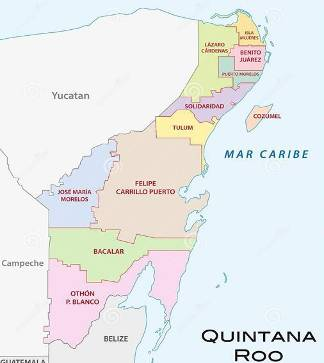 ISLA
MUJERES
LÁZARO
CÁRDENAS
BENITO
JUÁREZ
PUERTO MORELOS
Yucatan
SOLIDARIDAD
COZUMEL
TULUM
MAR CARIBE
FELIPE
CARRILLO PUERTO
JOSÉ MARÍA
MORELOS
BACALAR
Campeche
OTHÓN
P. BLANCO
BELIZE
QUINTANA
ROO
GUATEMALA